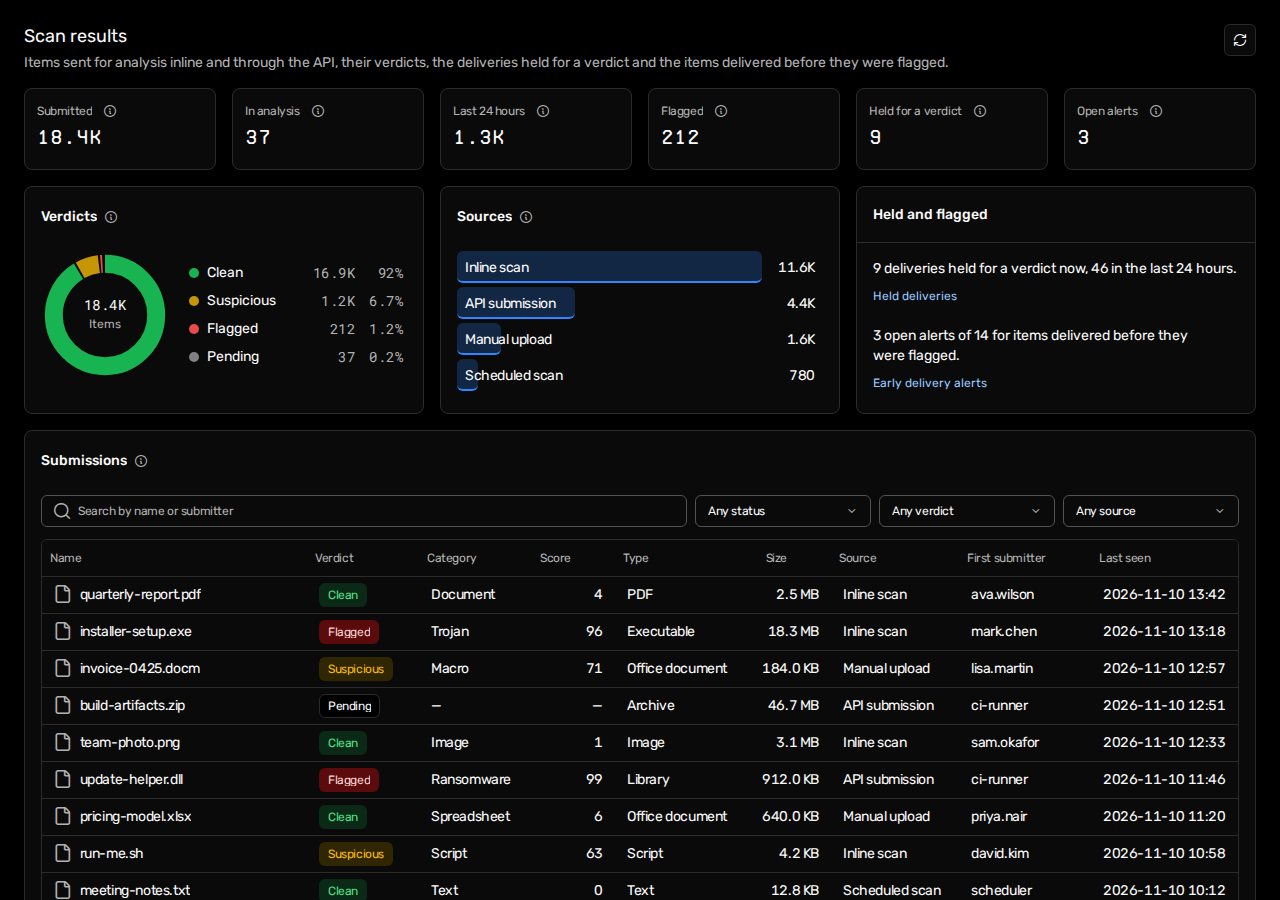 Scan results
Items sent for analysis inline and through the API, their verdicts, the deliveries held for a verdict and the items delivered before they were flagged.
Submitted
18.4K
In analysis
37
Last 24 hours
1.3K
Flagged
212
Held for a verdict
9
Open alerts
3
Verdicts
18.4K
Items
Clean 16.9K 92%
Suspicious 1.2K 6.7%
Flagged 212 1.2%
Pending 37 0.2%
Sources
Inline scan 11.6K
API submission 4.4K
Manual upload 1.6K
Scheduled scan 780
Held and flagged
9 deliveries held for a verdict now, 46 in the last 24 hours.
Held deliveries
3 open alerts of 14 for items delivered before they
were flagged.
Early delivery alerts
Submissions
Search by name or submitter Any status Any verdict Any source
Name Verdict Category Score Type Size Source First submitter Last seen
quarterly-report.pdf Clean Document 4 PDF 2.5 MB Inline scan ava.wilson 2026-11-10 13:42
installer-setup.exe Flagged Trojan 96 Executable 18.3 MB Inline scan mark.chen 2026-11-10 13:18
invoice-0425.docm Suspicious Macro 71 Office document 184.0 KB Manual upload lisa.martin 2026-11-10 12:57
build-artifacts.zip Pending – – Archive 46.7 MB API submission ci-runner 2026-11-10 12:51
team-photo.png Clean Image 1 Image 3.1 MB Inline scan sam.okafor 2026-11-10 12:33
update-helper.dll Flagged Ransomware 99 Library 912.0 KB API submission ci-runner 2026-11-10 11:46
pricing-model.xlsx Clean Spreadsheet 6 Office document 640.0 KB Manual upload priya.nair 2026-11-10 11:20
run-me.sh Suspicious Script 63 Script 4.2 KB Inline scan david.kim 2026-11-10 10:58
meeting-notes.txt Clean Text 0 Text 12.8 KB Scheduled scan scheduler 2026-11-10 10:12